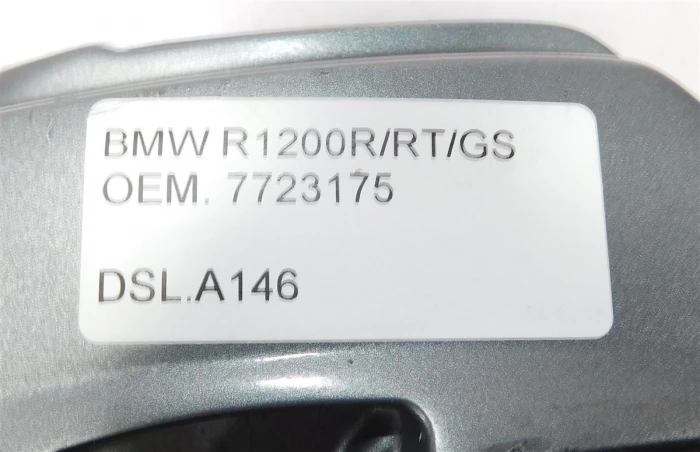 BMW R1200R/RT/GS
OEM. 7723175
DSL.A146